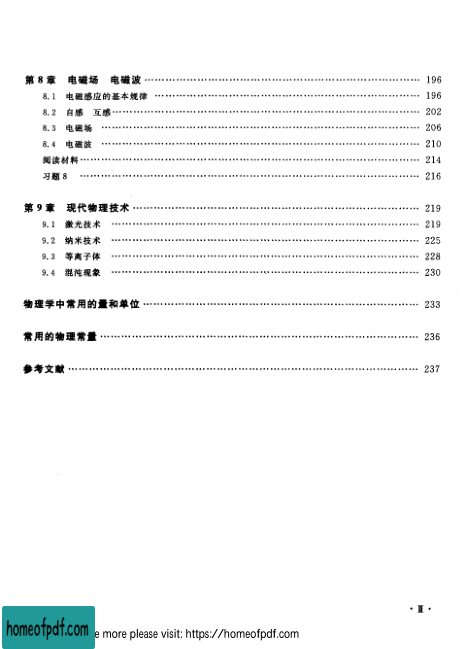 第8章 电磁场 电磁波 …… 196
8.1 电磁感应的基本规律 …… 196
8.2 自感 互感 …… 202
8.3 电磁场 …… 206
8.4 电磁波 …… 210
阅读材料 …… 214
习题8 …… 216
第9章 现代物理技术 …… 219
9.1 激光技术 …… 219
9.2 纳米技术 …… 225
9.3 等离子体 …… 228
9.4 混沌现象 …… 230
物理学中常用的量和单位 …… 233
常用的物理常量 …… 236
参考文献 …… 237
homeofpdf.com
e more please visit: https://homeofpdf.com